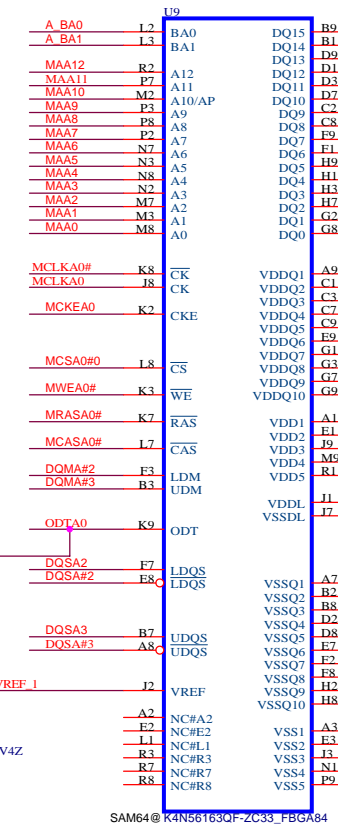 U9
A_BA0 L2 BA0 DQ15 B9
A_BA1 L3 BA1 DQ14 B1
DQ13 D9
MAA12 R2 A12 DQ12 D1
MAA11 P7 A11 DQ11 D3
MAA10 M2 A10/AP DQ10 D7
MAA9 P3 A9 DQ9 C2
MAA8 P8 A8 DQ8 C8
MAA7 P2 A7 DQ7 F9
MAA6 N7 A6 DQ6 F1
MAA5 N3 A5 DQ5 H9
MAA4 N8 A4 DQ4 H1
MAA3 N2 A3 DQ3 H3
MAA2 M7 A2 DQ2 H7
MAA1 M3 A1 DQ1 G2
MAA0 M8 A0 DQ0 G8
MCLKA0# K8 CK VDDQ1 A9
MCLKA0 J8 CK VDDQ2 C1
VDDQ3 C3
MCKEA0 K2 CKE VDDQ4 C7
VDDQ5 C9
VDDQ6 E9
VDDQ7 G1
MCSA0#0 L8 CS VDDQ8 G3
VDDQ9 G7
MWEA0# K3 WE VDDQ10 G9
MRASA0# K7 RAS VDD1 A1
VDD2 E1
MCASA0# L7 CAS VDD3 J9
VDD4 M9
DQMA#2 F3 LDM VDD5 R1
DQMA#3 B3 UDM
VDDL J1
VSSDL J7
ODTA0 K9 ODT
DQSA2 F7 LDQS
DQSA#2 E8 LDQS VSSQ1 A7
VSSQ2 B2
VSSQ3 B8
VSSQ4 D2
DQSA3 B7 UDQS VSSQ5 D8
DQSA#3 A8 UDQS VSSQ6 E7
VSSQ7 F2
VSSQ8 F8
VREF_1 J2 VREF VSSQ9 H2
VSSQ10 H8
A2 NC#A2
E2 NC#E2 VSS1 A3
L1 NC#L1 VSS2 E3
R3 NC#R3 VSS3 J3
V4Z R7 NC#R7 VSS4 N1
R8 NC#R8 VSS5 P9
SAM64@ K4N56163QF-ZC33_FBGA84